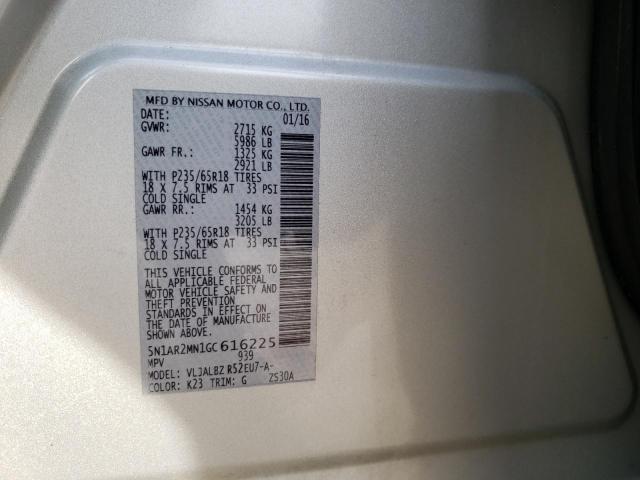 MFD BY NISSAN MOTOR CO., LTD.
DATE: 01/16
GVWR: 2715 KG
5986 LB
GAWR FR.: 1325 KG
2921 LB
WITH P235/65R18 TIRES
18 X 7.5 RIMS AT 33 PSI
COLD SINGLE
GAWR RR.: 1454 KG
3205 LB
WITH P235/65R18 TIRES
18 X 7.5 RIMS AT 33 PSI
COLD SINGLE
THIS VEHICLE CONFORMS TO
ALL APPLICABLE FEDERAL
MOTOR VEHICLE SAFETY AND
THEFT PREVENTION
STANDARDS IN EFFECT ON
THE DATE OF MANUFACTURE
SHOWN ABOVE.
5N1AR2MN1GC616225
MPV 939
MODEL: VLJALBZ R52EU7-A-
COLOR: K23 TRIM: G ZS30A